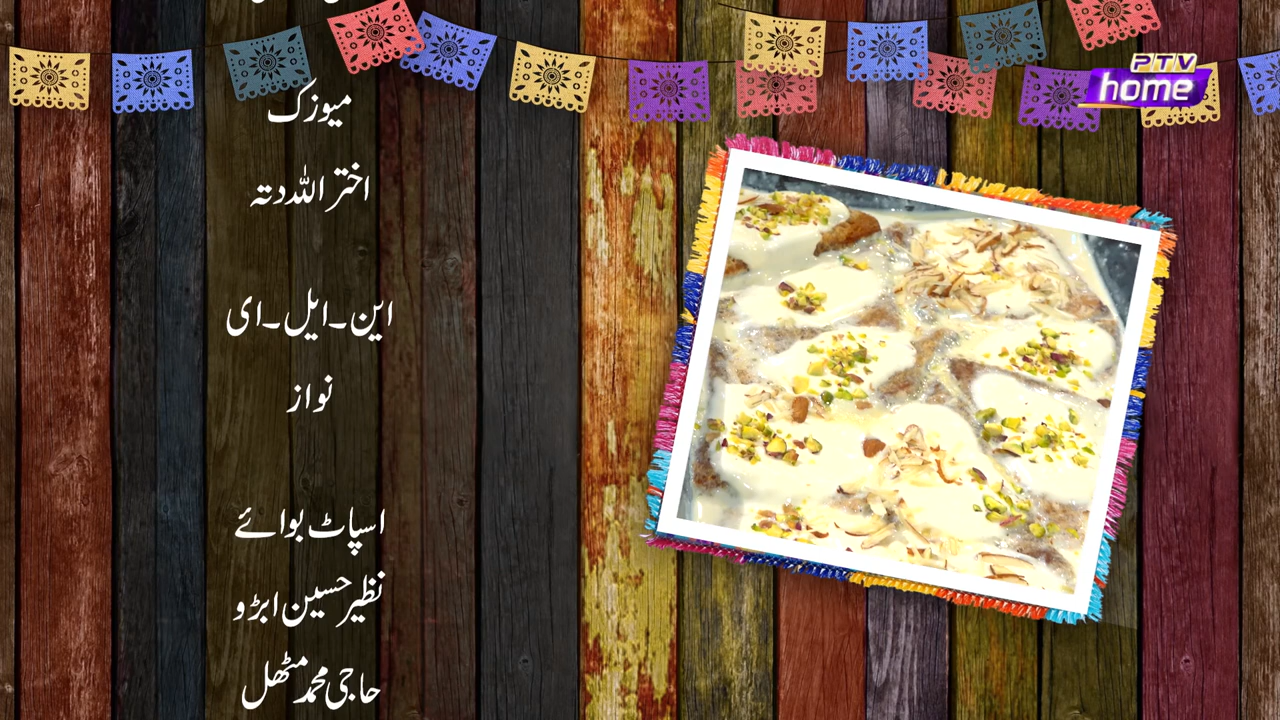 میوزک
اختر اللہ دتہ
این۔ایل۔ای
نواز
اسپاٹ بوائے
نظیر حسین ابڑو
حاجی محمد مٹھل
PTV
home